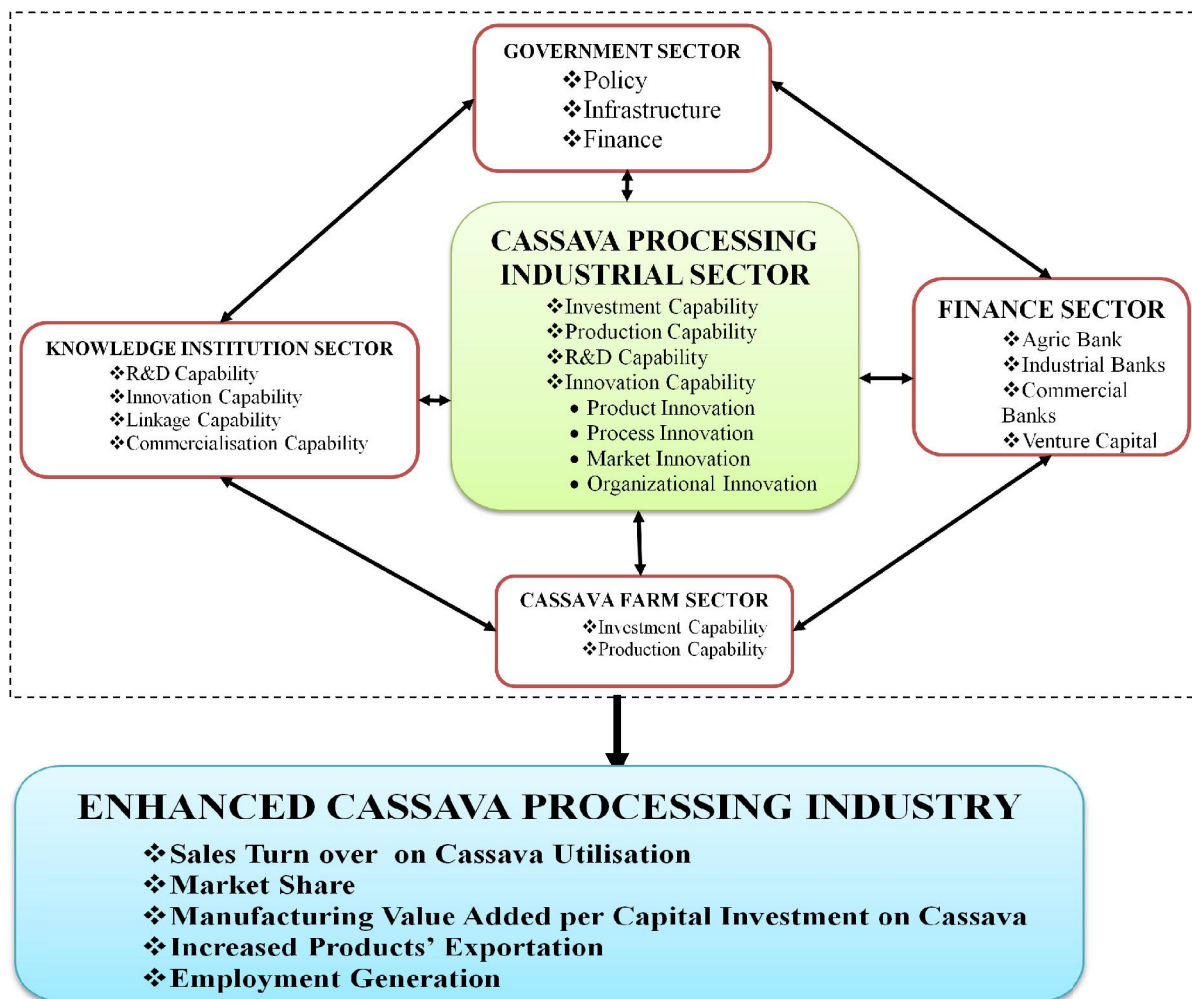 GOVERNMENT SECTOR
❖Policy
❖Infrastructure
❖Finance
CASSAVA PROCESSING
INDUSTRIAL SECTOR
❖Investment Capability
❖Production Capability
❖R&D Capability
❖Innovation Capability
• Product Innovation
• Process Innovation
• Market Innovation
• Organizational Innovation
KNOWLEDGE INSTITUTION SECTOR
❖R&D Capability
❖Innovation Capability
❖Linkage Capability
❖Commercialisation Capability
FINANCE SECTOR
❖Agric Bank
❖Industrial Banks
❖Commercial
Banks
❖Venture Capital
CASSAVA FARM SECTOR
❖Investment Capability
❖Production Capability
ENHANCED CASSAVA PROCESSING INDUSTRY
❖Sales Turn over on Cassava Utilisation
❖Market Share
❖Manufacturing Value Added per Capital Investment on Cassava
❖Increased Products’ Exportation
❖Employment Generation